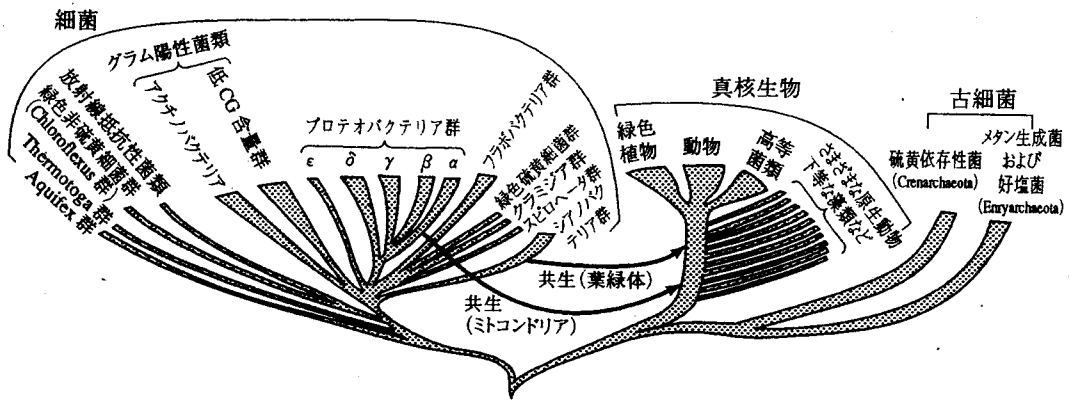 細菌
グラム陽性菌類
低CG含量群
アクチノバクテリア
放射線抵抗性菌類
緑色非硫黄細菌群
(Chloroflexus 群)
Thermotoga 群
Aquifex 群
プロテオバクテリア群
ε δ γ β α
フラボバクテリア群
緑色硫黄細菌群
クラミジア群
スピロヘータ群
シアノバク
テリア群
共生(葉緑体)
共生
(ミトコンドリア)
真核生物
緑色
植物
動物
高等
菌類
さまざまな原生動物
下等な藻類など
古細菌
硫黄依存性菌
(Crenarchaeota)
メタン生成菌
および
好塩菌
(Enryarchaeota)